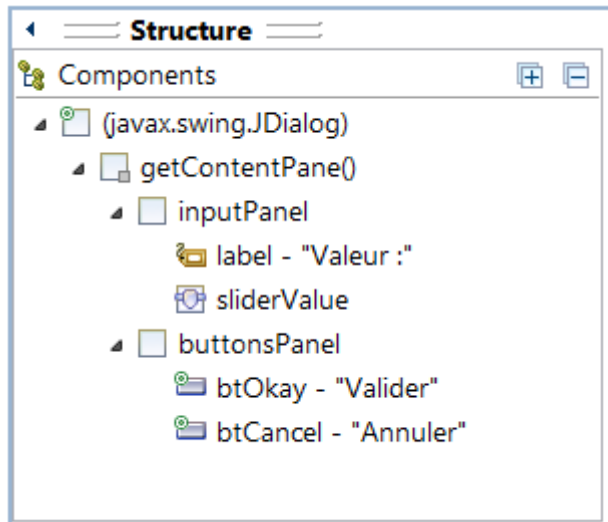 Structure
Components
(javax.swing.JDialog)
getContentPane()
inputPanel
label - "Valeur :"
sliderValue
buttonsPanel
btOkay - "Valider"
btCancel - "Annuler"